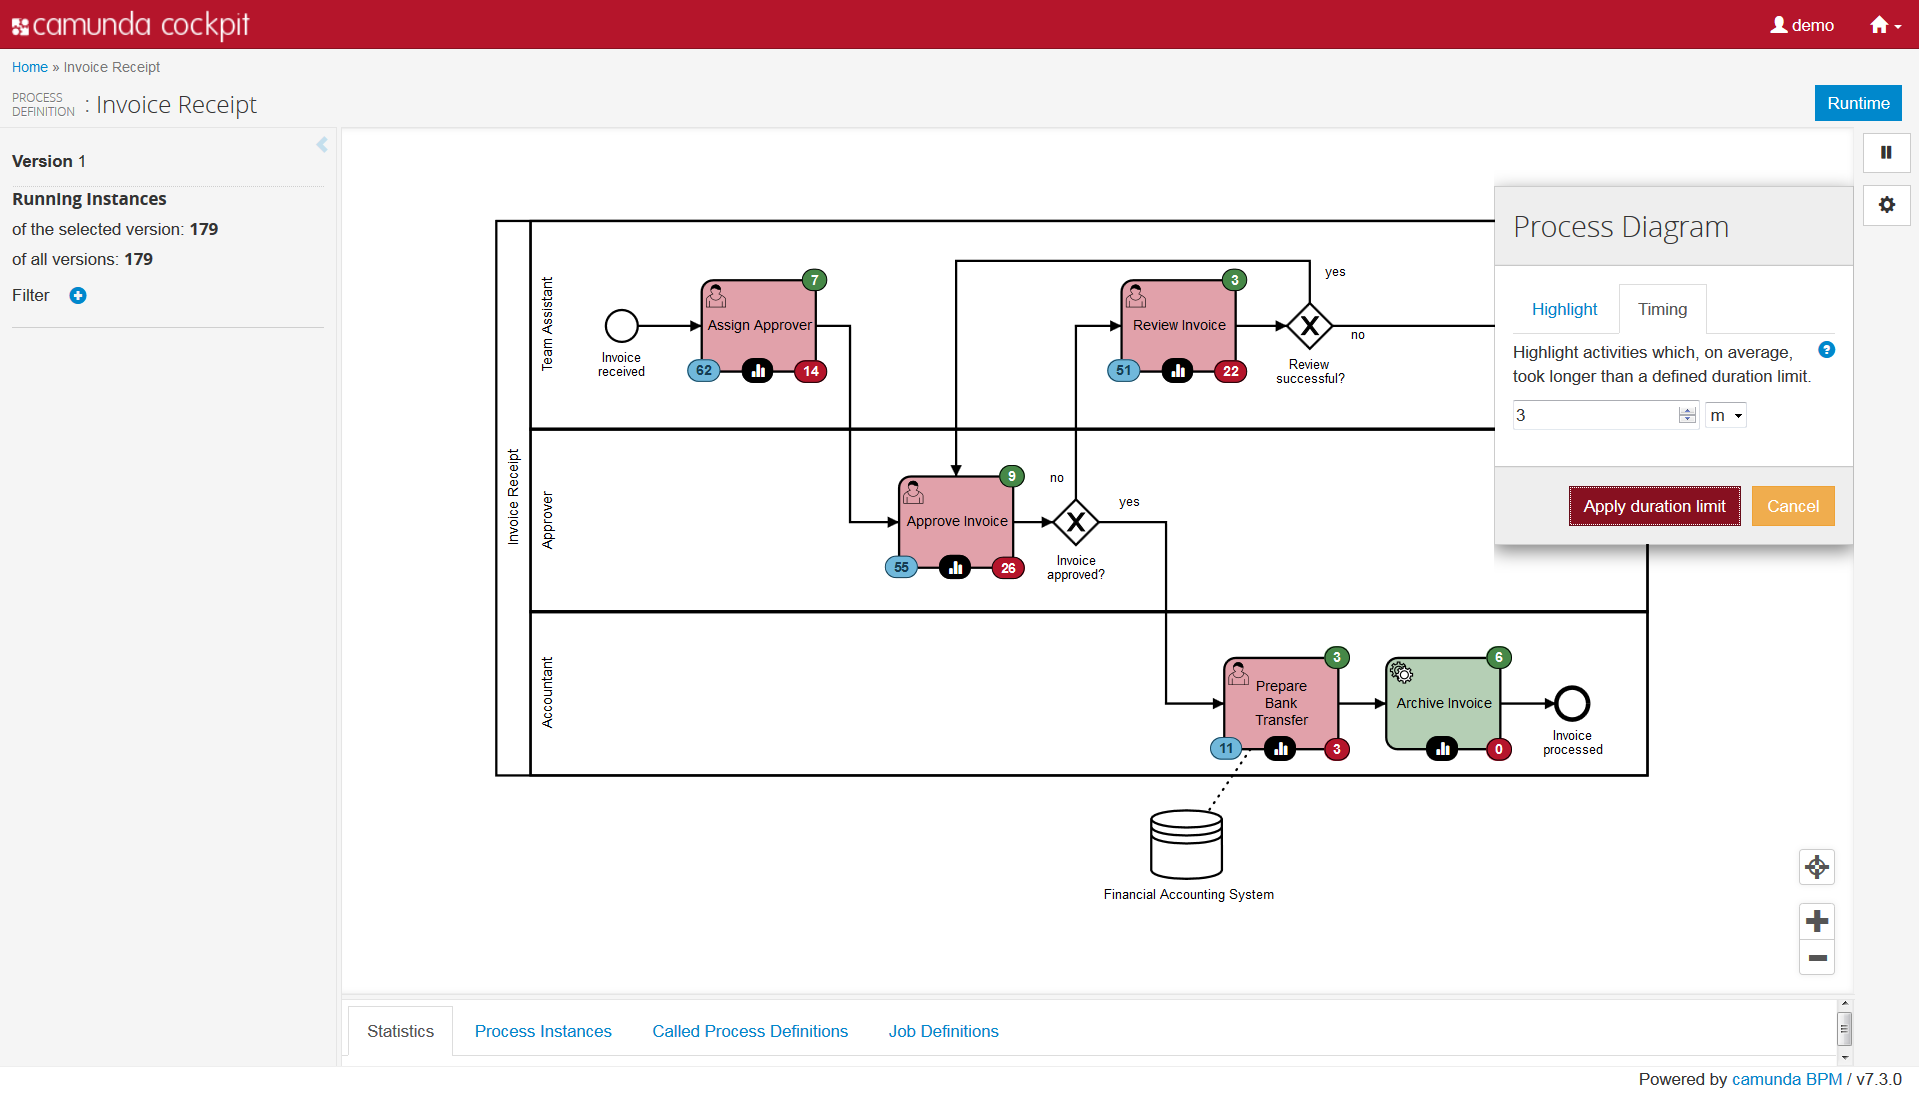 camunda cockpit
demo
Home » Invoice Receipt
PROCESS
DEFINITION : Invoice Receipt
Runtime
Version 1
Running Instances
of the selected version: 179
of all versions: 179
Filter
Process Diagram
Highlight
Timing
Highlight activities which, on average,
took longer than a defined duration limit.
3
m
Apply duration limit
Cancel
Invoice Receipt
Team Assistant
Invoice
received
7
Assign Approver
62
14
3
Review Invoice
51
22
yes
no
Review
successful?
Approver
9
Approve Invoice
55
26
no
yes
Invoice
approved?
Accountant
3
Prepare
Bank
Transfer
11
3
6
Archive Invoice
0
Invoice
processed
Financial Accounting System
Statistics
Process Instances
Called Process Definitions
Job Definitions
Powered by camunda BPM / v7.3.0